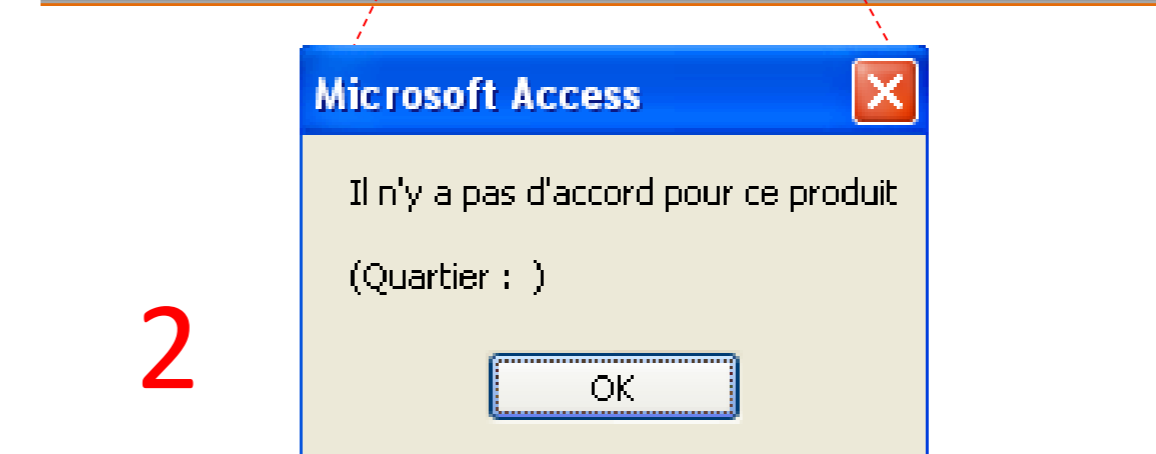 Microsoft Access
Il n'y a pas d'accord pour ce produit
(Quartier :  )
2
OK